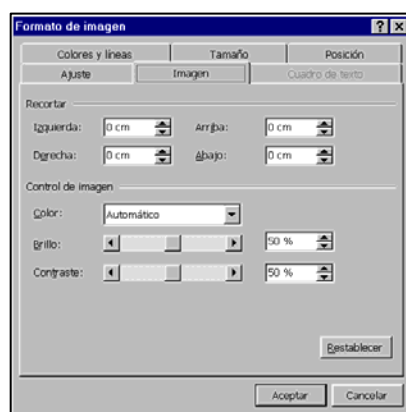 Formato de imagen
Colores y líneas Tamaño Posición
Ajuste Imagen Cuadro de texto
Recortar
Izquierda: 0 cm Arriba: 0 cm
Derecha: 0 cm Abajo: 0 cm
Control de imagen
Color: Automático
Brillo: 50 %
Contraste: 50 %
Restablecer
Aceptar Cancelar